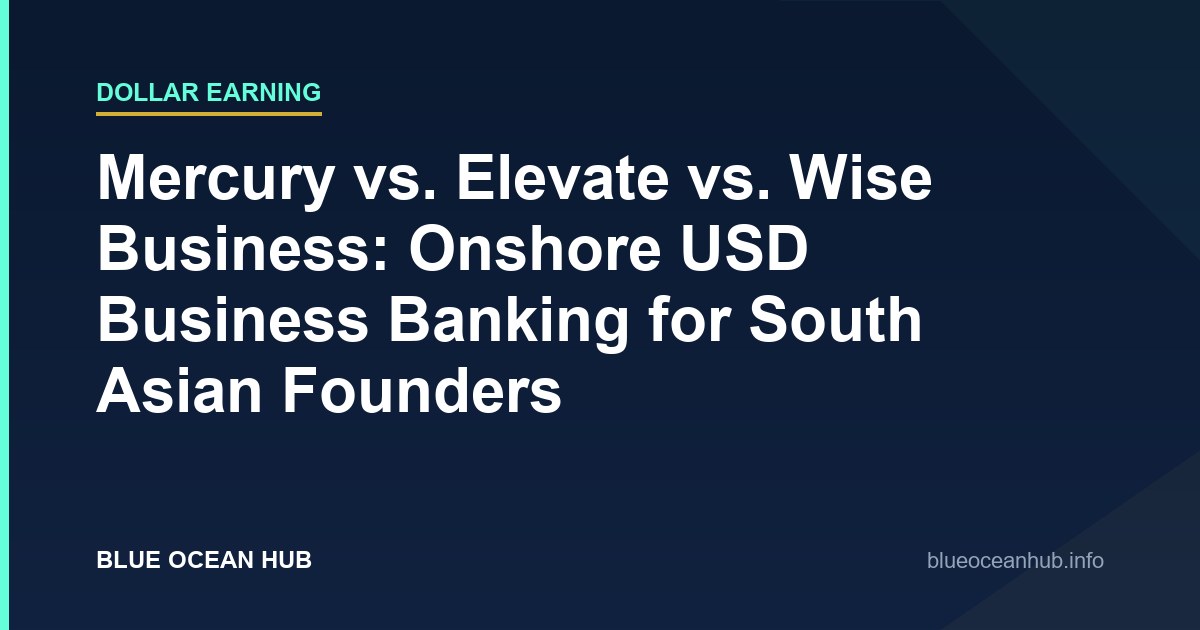 DOLLAR EARNING
Mercury vs. Elevate vs. Wise
Business: Onshore USD
Business Banking for South
Asian Founders
BLUE OCEAN HUB
blueoceanhub.info